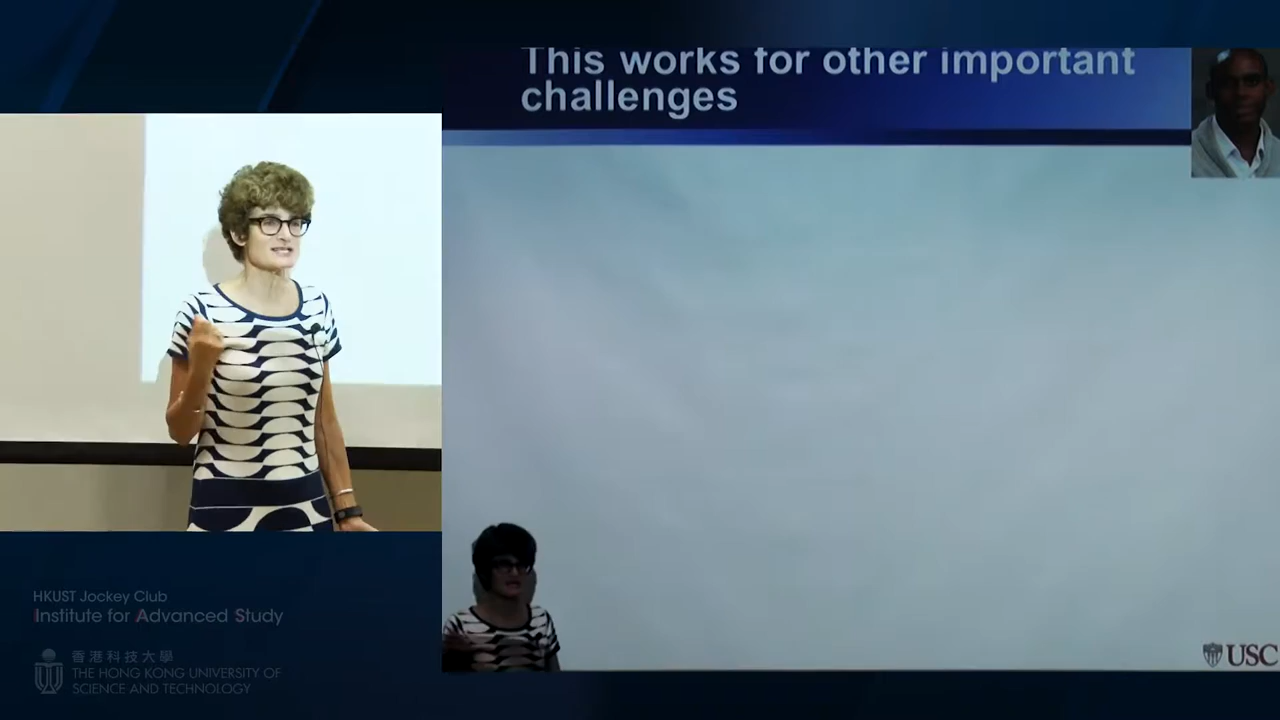 This works for other important
challenges
HKUST Jockey Club
Institute for Advanced Study
香港科技大學
THE HONG KONG UNIVERSITY OF
SCIENCE AND TECHNOLOGY
USC